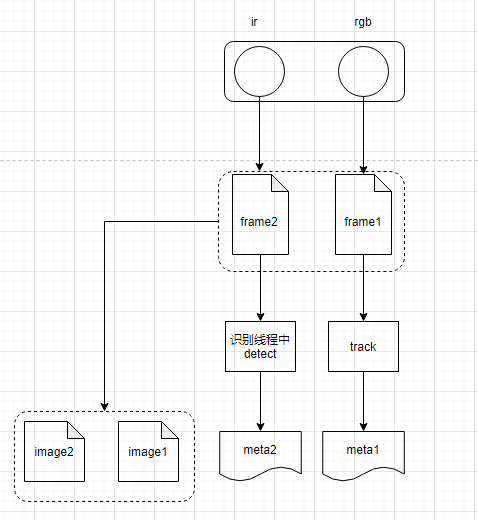 ir
rgb
frame2
frame1
识别线程中
detect
track
image2
image1
meta2
meta1